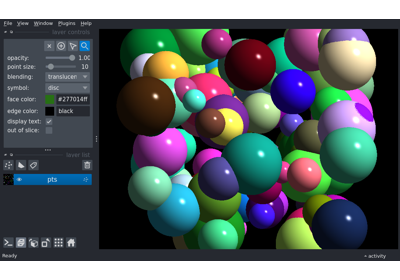 File View Window Plugins Help
layer controls
opacity: 1.00
point size: 10
blending: translucen
symbol: disc
face color: #277014ff
edge color: black
display text:
out of slice:
layer list
pts
Ready activity